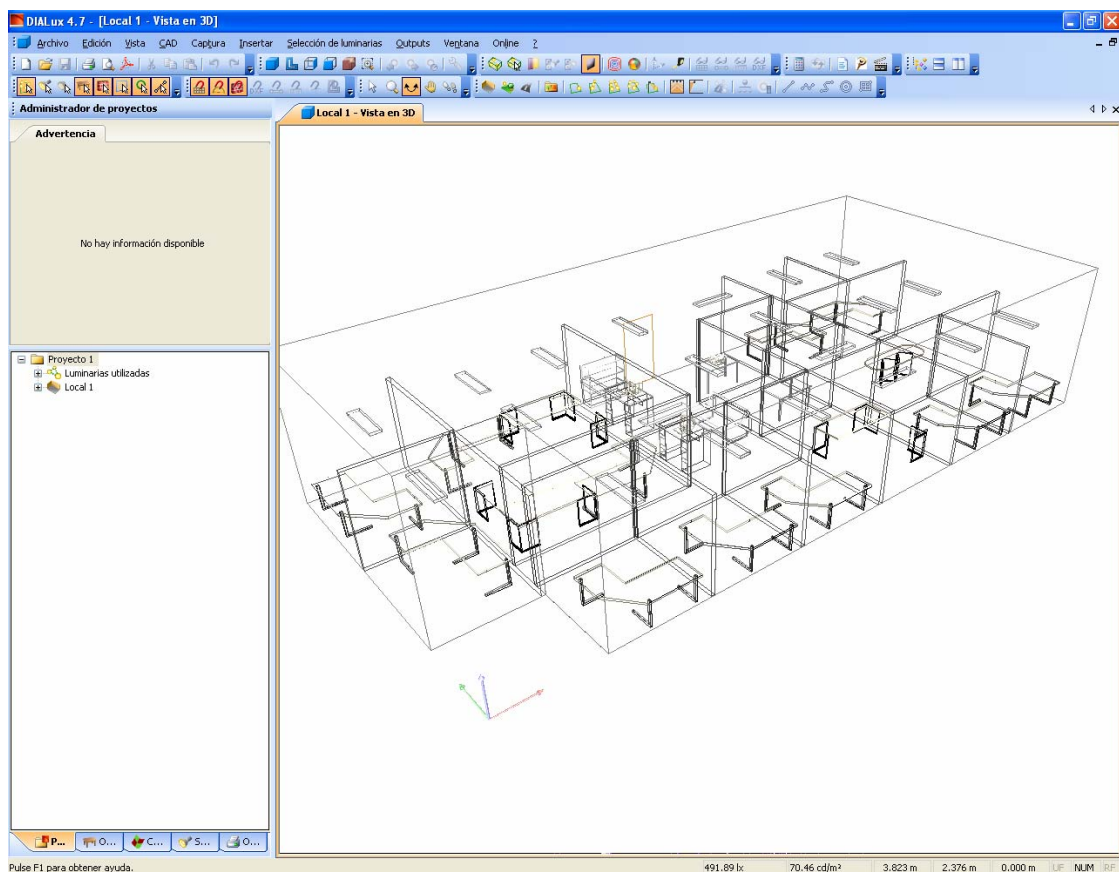 DIALux 4.7 - [Local 1 - Vista en 3D]
Archivo Edición Vista CAD Captura Insertar Selección de luminarias Outputs Ventana Online ?
Administrador de proyectos
Local 1 - Vista en 3D
Advertencia
No hay información disponible
Proyecto 1
Luminarias utilizadas
Local 1
P... O... C... S... O...
Pulse F1 para obtener ayuda. 491.89 lx 70.46 cd/m² 3.823 m 2.376 m 0.000 m UF NUM RF